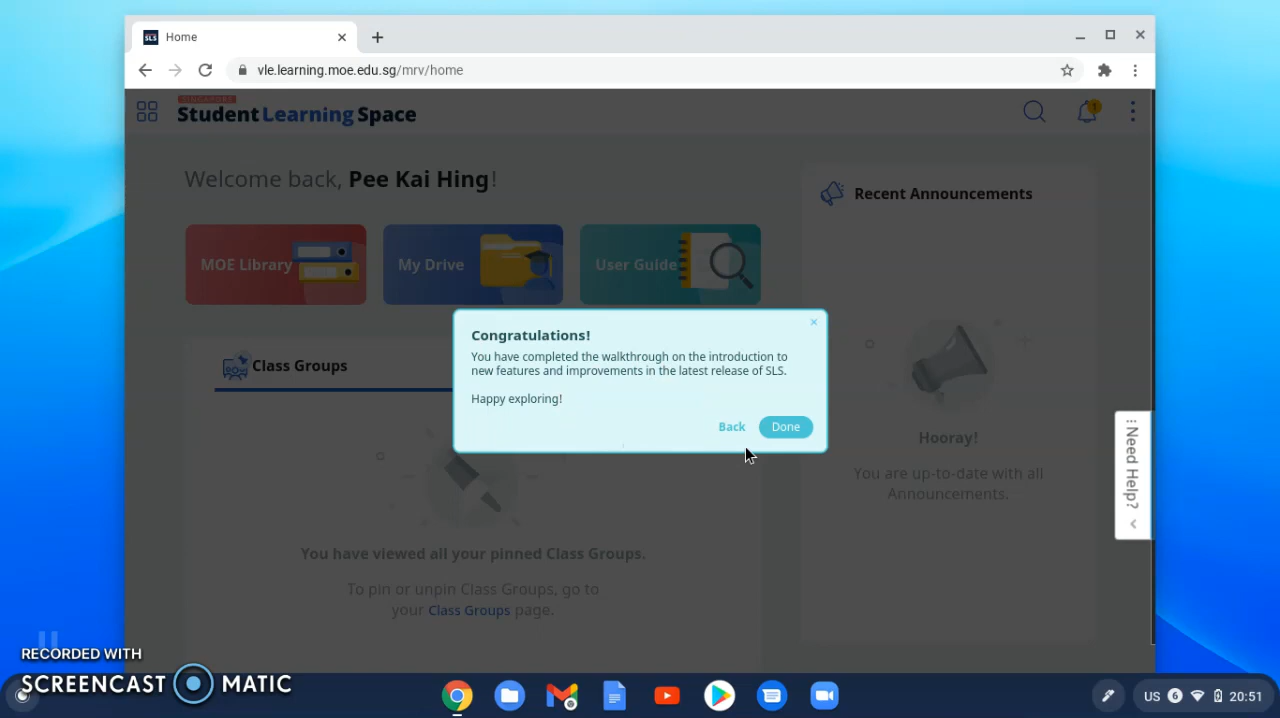 SLS Home
vle.learning.moe.edu.sg/mrv/home
SINGAPORE
Student Learning Space
1
Welcome back, Pee Kai Hing!
Recent Announcements
MOE Library
My Drive
User Guide
Congratulations!
You have completed the walkthrough on the introduction to
new features and improvements in the latest release of SLS.
Happy exploring!
Back
Done
Class Groups
Hooray!
You are up-to-date with all
Announcements.
Need Help?
You have viewed all your pinned Class Groups.
To pin or unpin Class Groups, go to
your Class Groups page.
RECORDED WITH
SCREENCAST MATIC
US 6 20:51